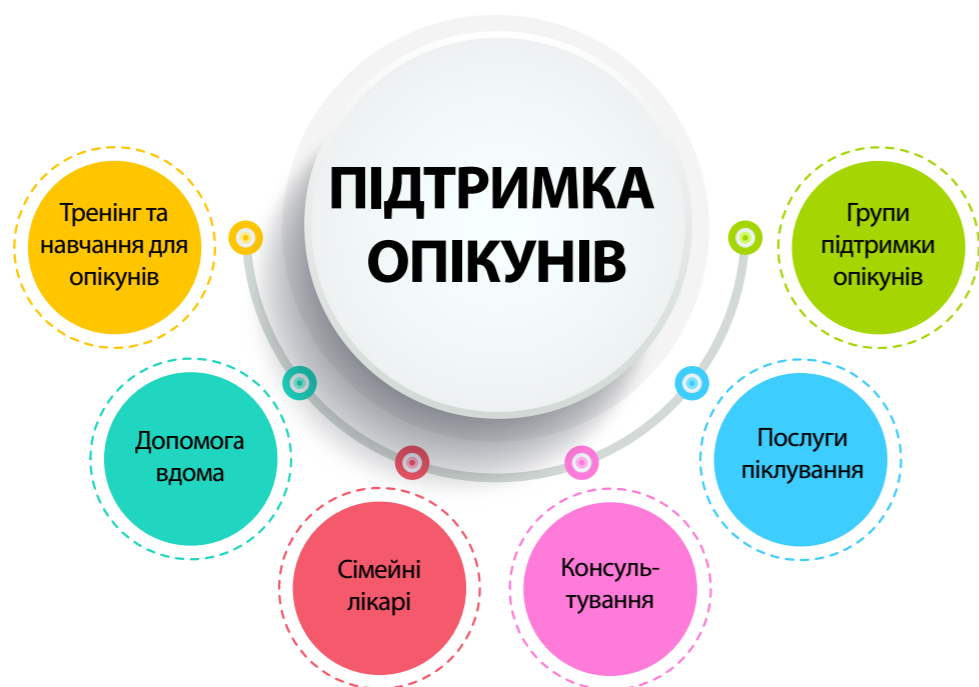 ПІДТРИМКА
ОПІКУНІВ
Тренінг та
навчання для
опікунів
Допомога
вдома
Сімейні
лікарі
Консуль-
тування
Послуги
піклування
Групи
підтримки
опікунів